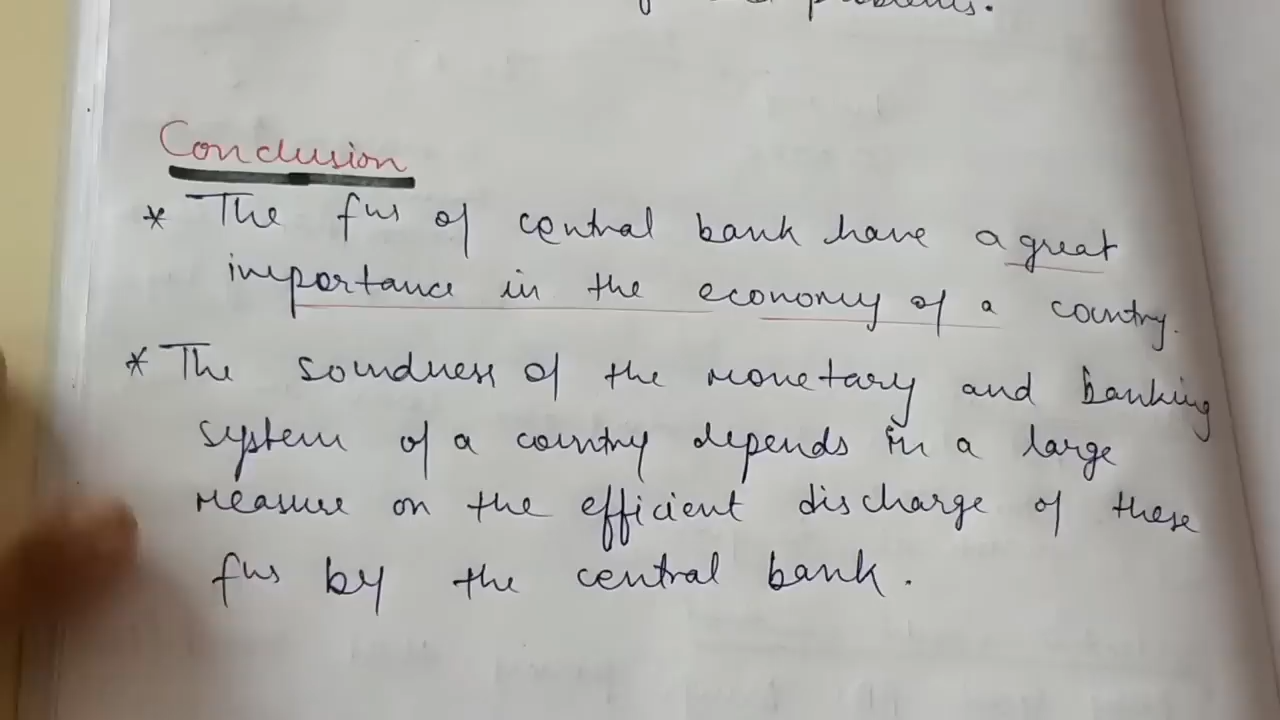 problems.
Conclusion
* The fns of central bank have a great
importance in the economy of a country.
* The soundness of the monetary and banking
system of a country depends in a large
measure on the efficient discharge of these
fns by the central bank.